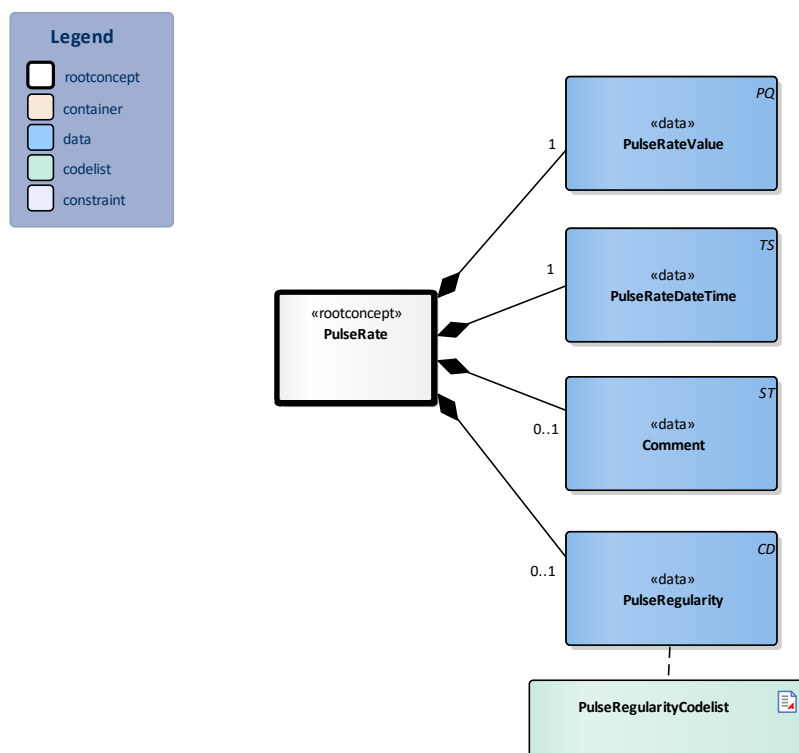 Legend
rootconcept
container
data
codelist
constraint
PQ
«data»
PulseRateValue
1
TS
«data»
PulseRateDateTime
1
«rootconcept»
PulseRate
ST
«data»
Comment
0..1
CD
«data»
PulseRegularity
0..1
PulseRegularityCodelist